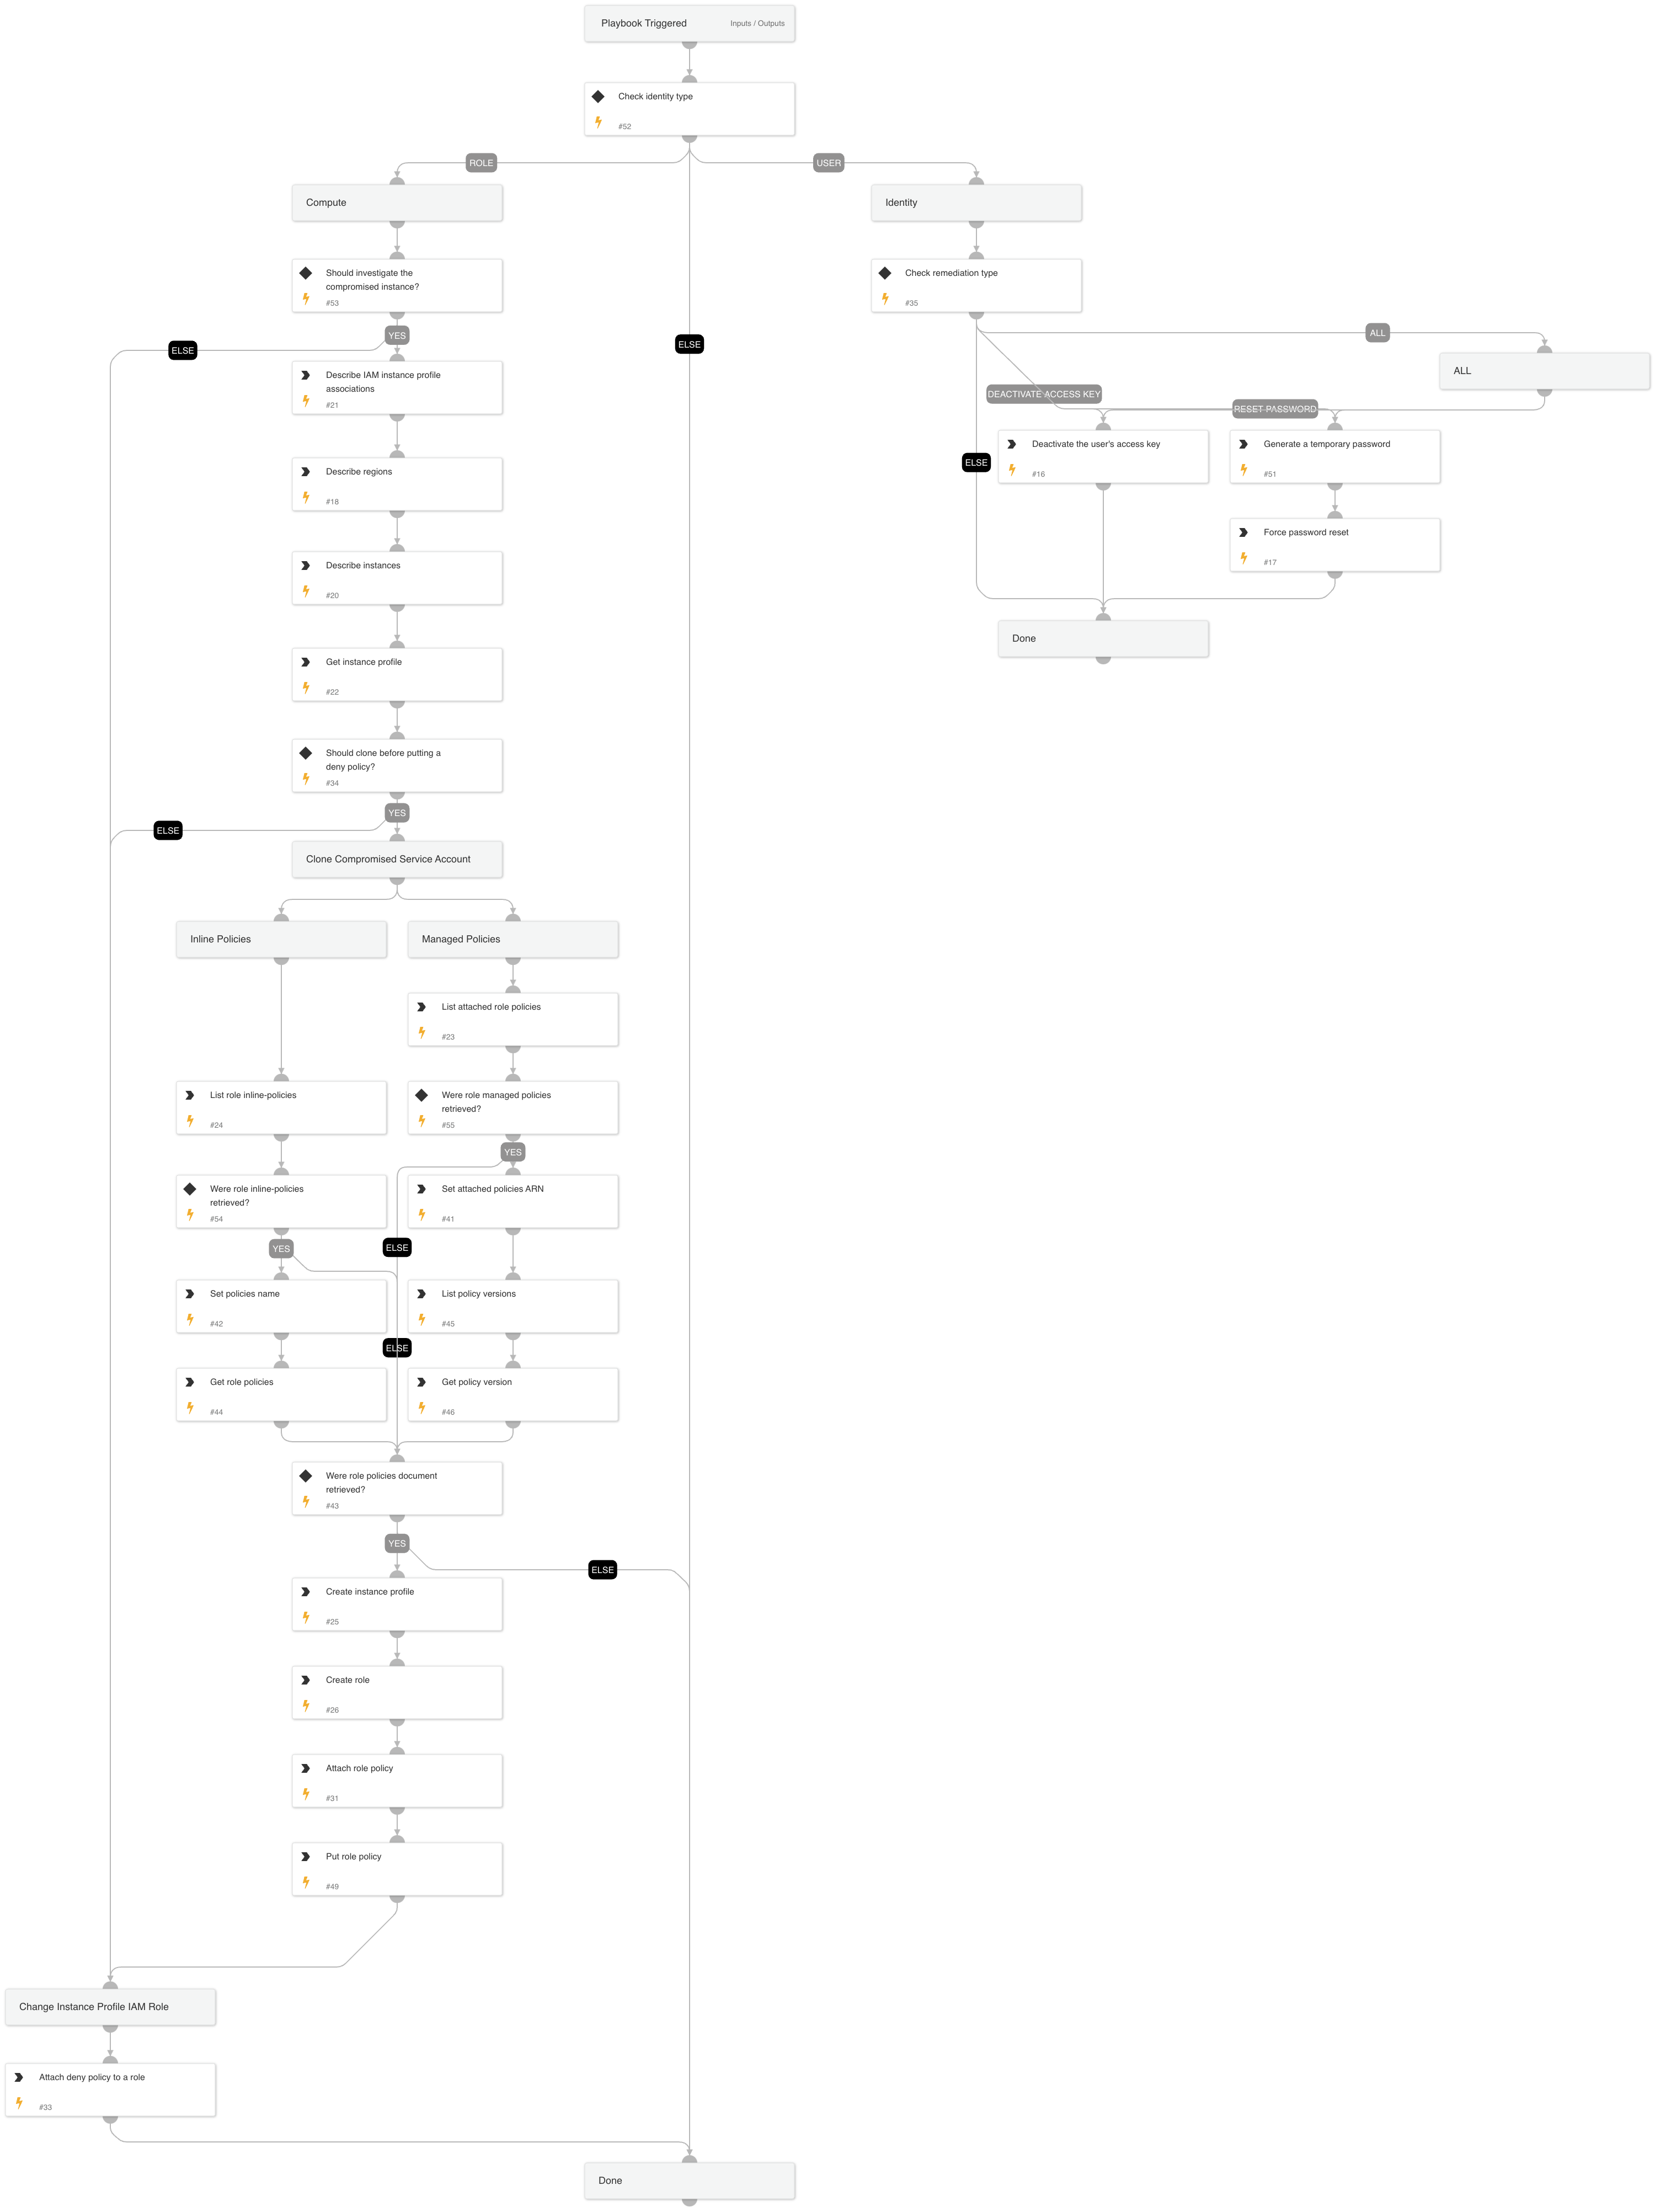 Playbook Triggered
Inputs / Outputs
Check identity type
#52
ROLE
USER
Compute
Identity
Should investigate the
compromised instance?
#53
Check remediation type
#35
YES
ELSE
ELSE
ALL
ALL
Describe IAM instance profile
associations
#21
DEACTIVATE ACCESS KEY
RESET PASSWORD
Deactivate the user's access key
#16
Generate a temporary password
#51
ELSE
Describe regions
#18
Force password reset
#17
Describe instances
#20
Done
Get instance profile
#22
Should clone before putting a
deny policy?
#34
YES
ELSE
Clone Compromised Service Account
Inline Policies
Managed Policies
List attached role policies
#23
List role inline-policies
#24
Were role managed policies
retrieved?
#55
YES
Were role inline-policies
retrieved?
#54
Set attached policies ARN
#41
YES
ELSE
Set policies name
#42
List policy versions
#45
ELSE
Get role policies
#44
Get policy version
#46
Were role policies document
retrieved?
#43
YES
ELSE
Create instance profile
#25
Create role
#26
Attach role policy
#31
Put role policy
#49
Change Instance Profile IAM Role
Attach deny policy to a role
#33
Done